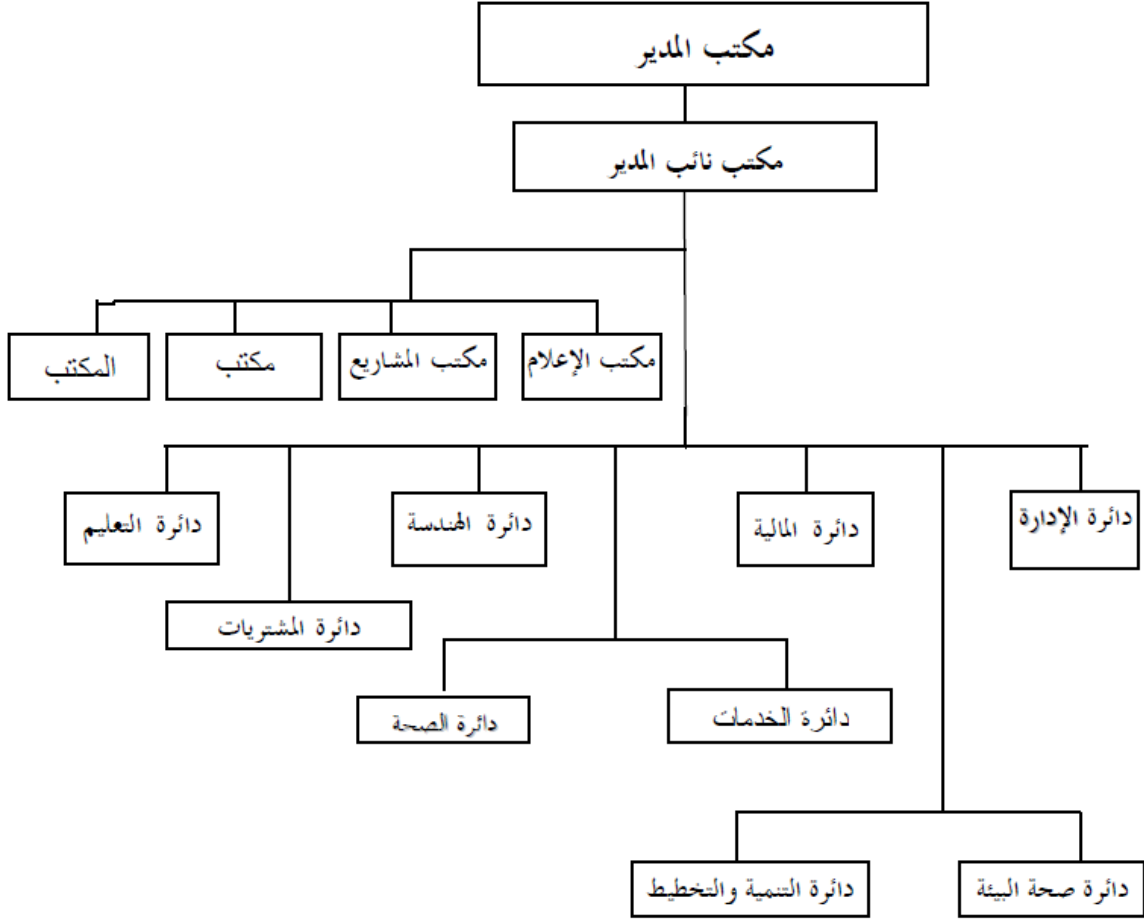 مكتب المدير
مكتب نائب المدير
مكتب الإعلام
مكتب المشاريع
مكتب
المكتب
دائرة الإدارة
دائرة المالية
دائرة الهندسة
دائرة التعليم
دائرة المشتريات
دائرة الخدمات
دائرة الصحة
دائرة صحة البيئة
دائرة التنمية والتخطيط